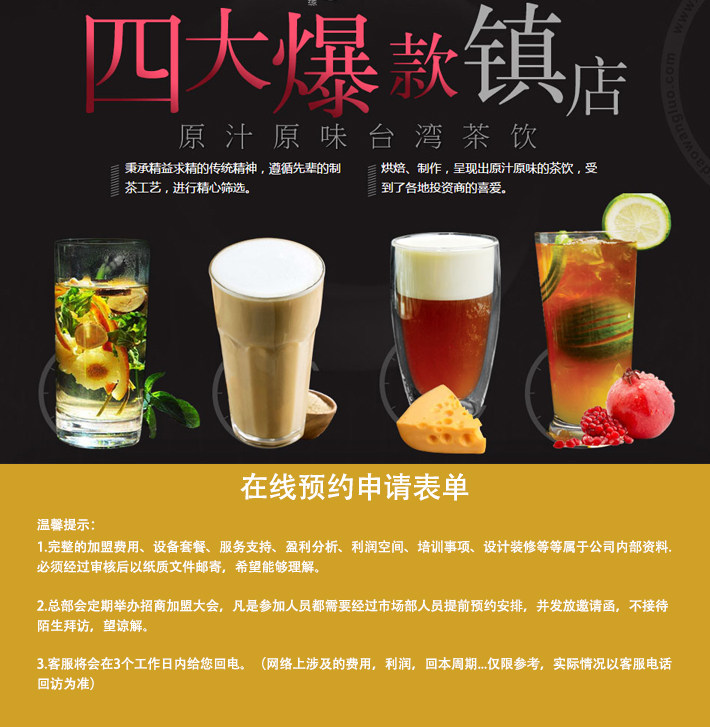 四大爆款镇店
原汁原味台湾茶饮
秉承精益求精的传统精神，遵循先辈的制
茶工艺，进行精心筛选。
烘焙、制作，呈现出原汁原味的茶饮，受
到了各地投资商的喜爱。
在线预约申请表单
温馨提示：
1.完整的加盟费用、设备套餐、服务支持、盈利分析、利润空间、培训事项、设计装修等等属于公司内部资料.
必须经过审核后以纸质文件邮寄，希望能够理解。
2.总部会定期举办招商加盟大会，凡是参加人员都需要经过市场部人员提前预约安排，并发放邀请函，不接待
陌生拜访，望谅解。
3.客服将会在3个工作日内给您回电。（网络上涉及的费用，利润，回本周期...仅限参考，实际情况以客服电话
回访为准）